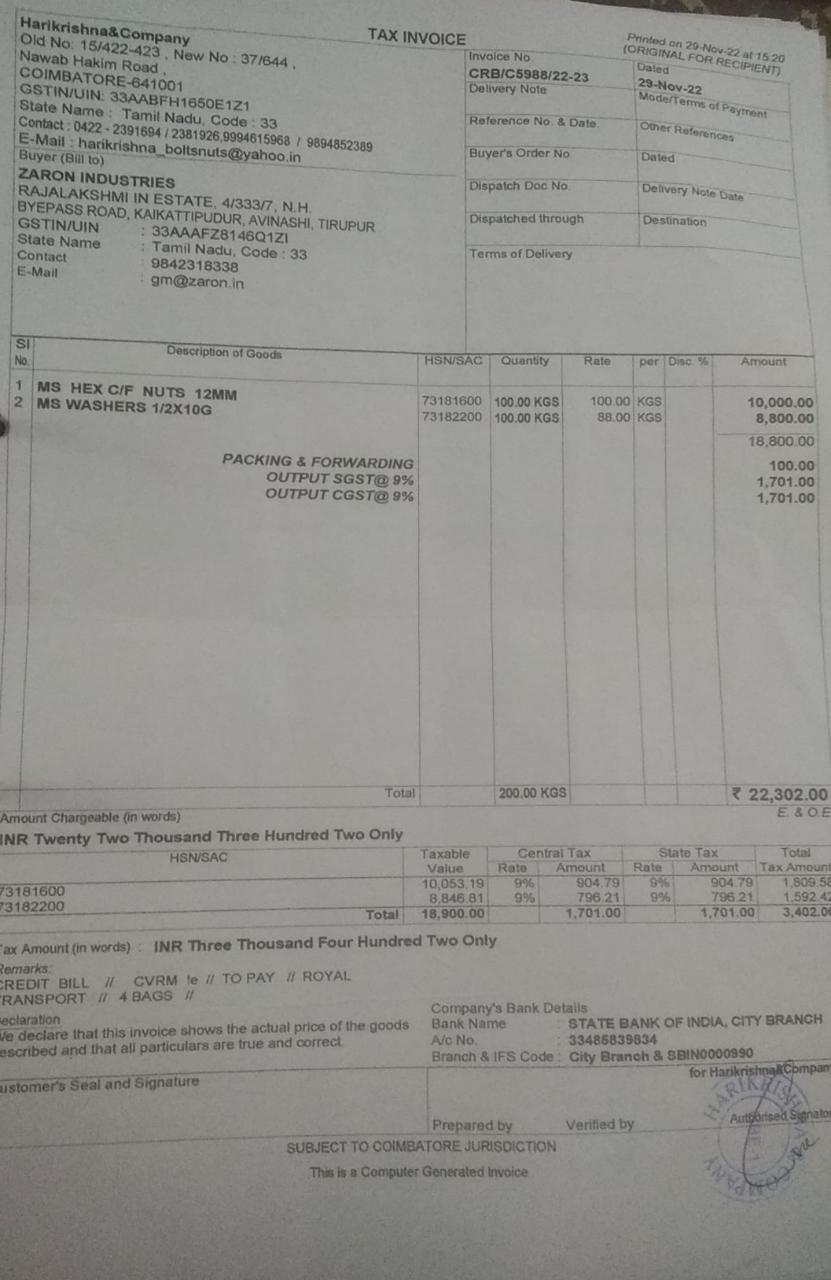 TAX INVOICE
Printed on 29-Nov-22 at 15:20
(ORIGINAL FOR RECIPIENT)
Harikrishna&Company
Old No: 15/422-423 , New No : 37/644 ,
Nawab Hakim Road ,
COIMBATORE-641001
GSTIN/UIN: 33AABFH1650E1Z1
State Name : Tamil Nadu, Code : 33
Contact : 0422 - 2391694 / 2381926,9994615968 / 9894852389
E-Mail : harikrishna_boltsnuts@yahoo.in
Buyer (Bill to)
ZARON INDUSTRIES
RAJALAKSHMI IN ESTATE, 4/333/7, N.H.
BYEPASS ROAD, KAIKATTIPUDUR, AVINASHI, TIRUPUR
GSTIN/UIN : 33AAAFZ8146Q1ZI
State Name : Tamil Nadu, Code : 33
Contact : 9842318338
E-Mail : gm@zaron.in
Invoice No. Dated
CRB/C5988/22-23 29-Nov-22
Delivery Note Mode/Terms of Payment
Reference No. & Date. Other References
Buyer's Order No. Dated
Dispatch Doc No. Delivery Note Date
Dispatched through Destination
Terms of Delivery
Sl No. Description of Goods HSN/SAC Quantity Rate per Disc. % Amount
1 MS HEX C/F NUTS 12MM 73181600 100.00 KGS 100.00 KGS 10,000.00
2 MS WASHERS 1/2X10G 73182200 100.00 KGS 88.00 KGS 8,800.00
18,800.00
PACKING & FORWARDING 100.00
OUTPUT SGST@ 9% 1,701.00
OUTPUT CGST@ 9% 1,701.00
Total 200.00 KGS ₹ 22,302.00
Amount Chargeable (in words) E. & O.E
INR Twenty Two Thousand Three Hundred Two Only
HSN/SAC Taxable Value Central Tax State Tax Total
Rate Amount Rate Amount Tax Amount
73181600 10,053.19 9% 904.79 9% 904.79 1,809.58
73182200 8,846.81 9% 796.21 9% 796.21 1,592.42
Total 18,900.00 1,701.00 1,701.00 3,402.00
Tax Amount (in words) : INR Three Thousand Four Hundred Two Only
Remarks:
CREDIT BILL // CVRM !e // TO PAY // ROYAL
TRANSPORT // 4 BAGS //
Declaration
We declare that this invoice shows the actual price of the goods
described and that all particulars are true and correct.
Company's Bank Details
Bank Name : STATE BANK OF INDIA, CITY BRANCH
A/c No. : 33485839834
Branch & IFS Code : City Branch & SBIN0000990
Customer's Seal and Signature
for Harikrishna&Company
Prepared by Verified by Authorised Signato
HARIKRISHNA COMPANY
SUBJECT TO COIMBATORE JURISDICTION
This is a Computer Generated Invoice